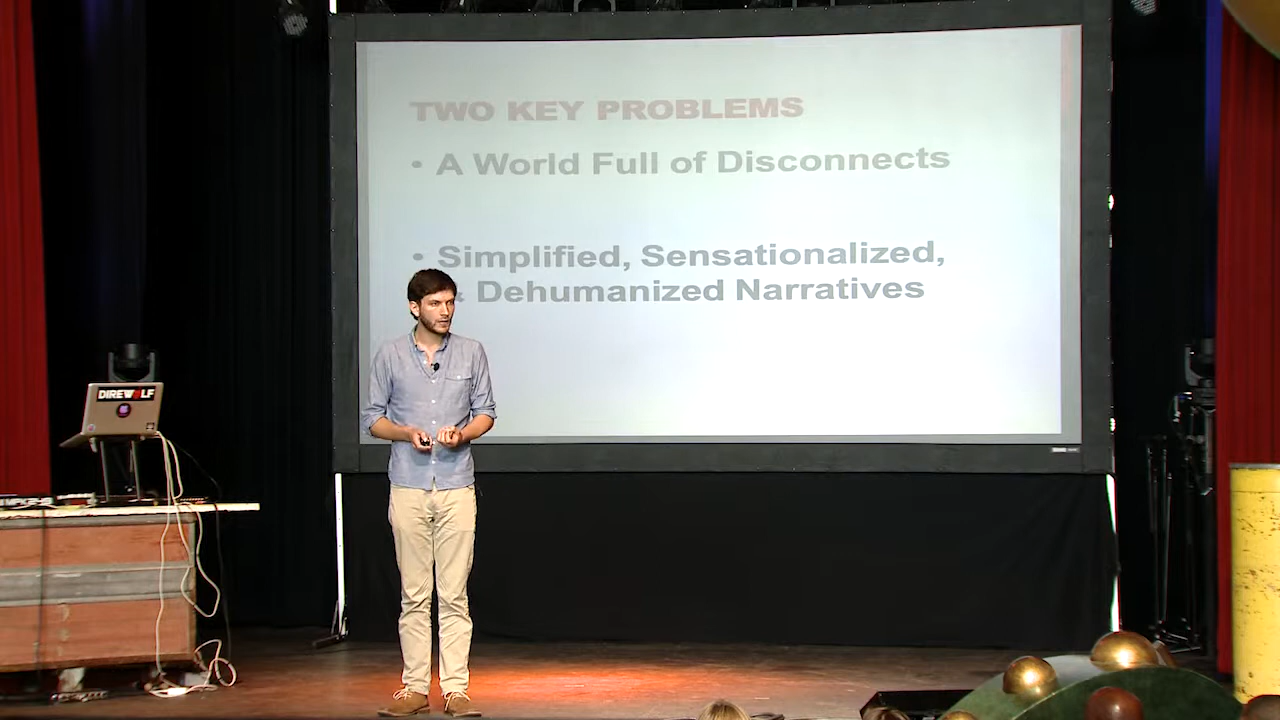 TWO KEY PROBLEMS
• A World Full of Disconnects
• Simplified, Sensationalized,
& Dehumanized Narratives
DIREWOLF